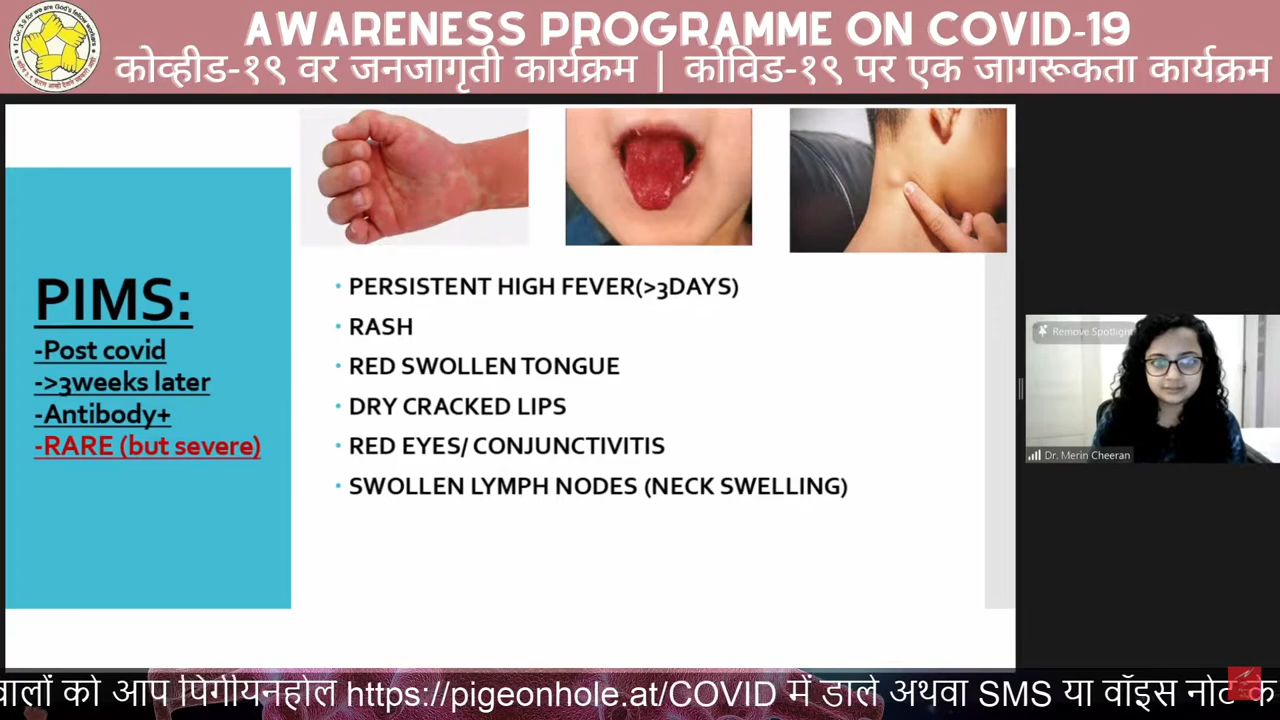 AWARENESS PROGRAMME ON COVID-19
कोव्हीड-१९ वर जनजागृती कार्यक्रम | कोविड-१९ पर एक जागरूकता कार्यक्रम
PIMS:
-Post covid
->3weeks later
-Antibody+
-RARE (but severe)
• PERSISTENT HIGH FEVER(>3DAYS)
• RASH
• RED SWOLLEN TONGUE
• DRY CRACKED LIPS
• RED EYES/ CONJUNCTIVITIS
• SWOLLEN LYMPH NODES (NECK SWELLING)
Remove Spotlight
Dr. Merin Cheeran
वालों को आप पिगीयनहोल https://pigeonhole.at/COVID में डाले अथवा SMS या वॉइस नोट क